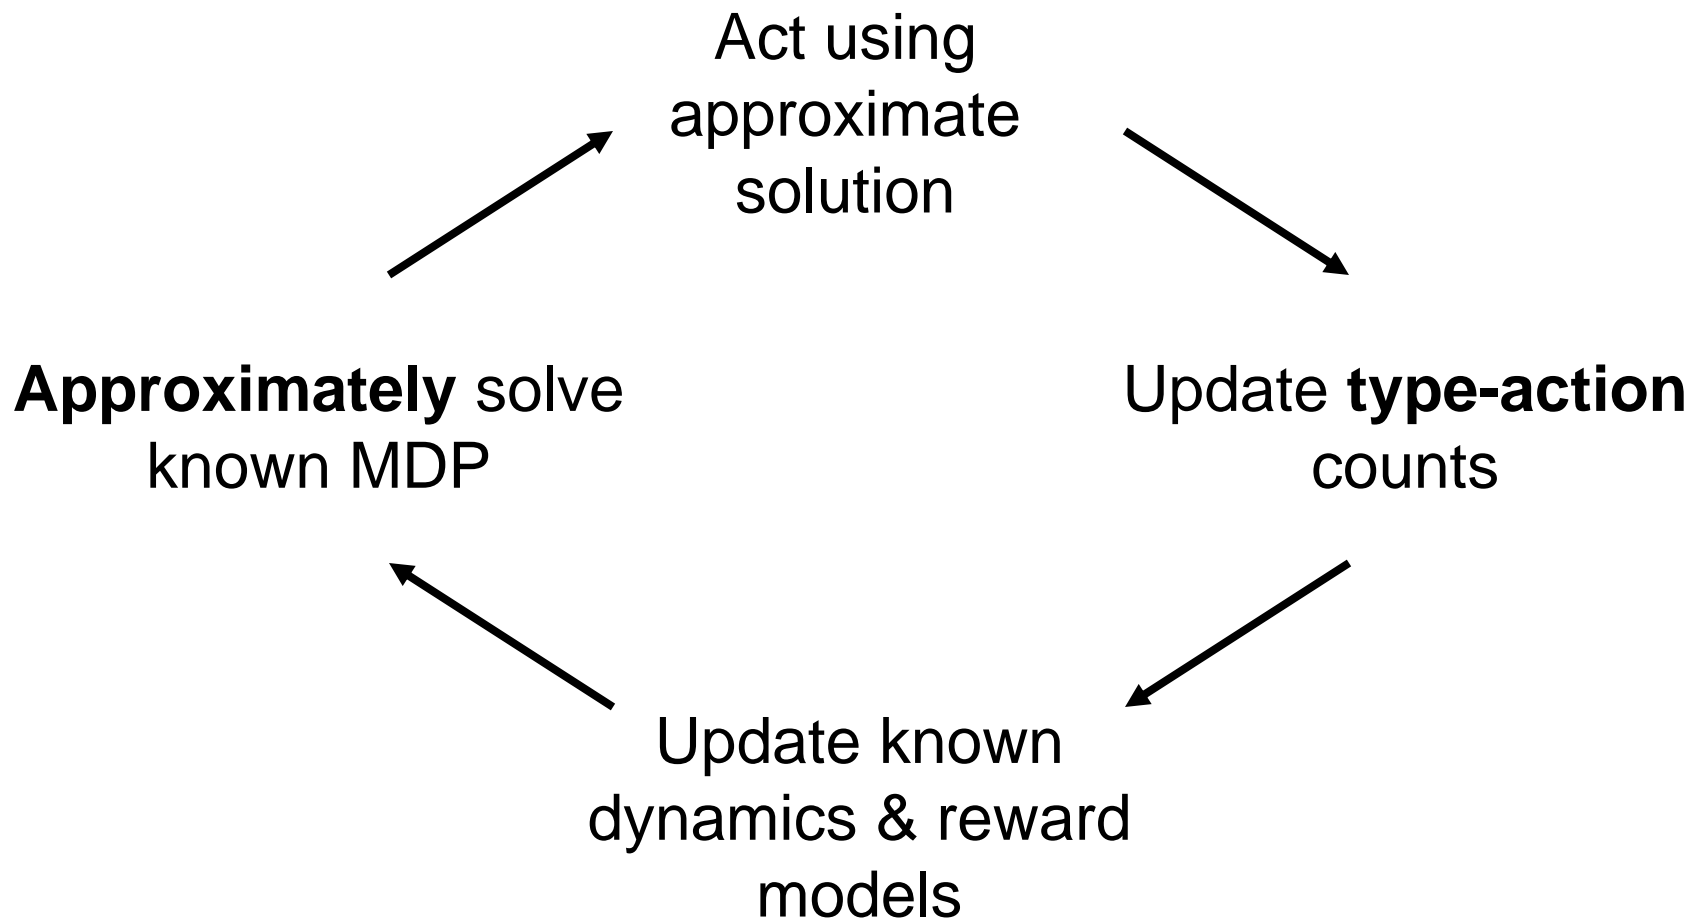 Act using
approximate
solution
Approximately solve
known MDP
Update type-action
counts
Update known
dynamics & reward
models